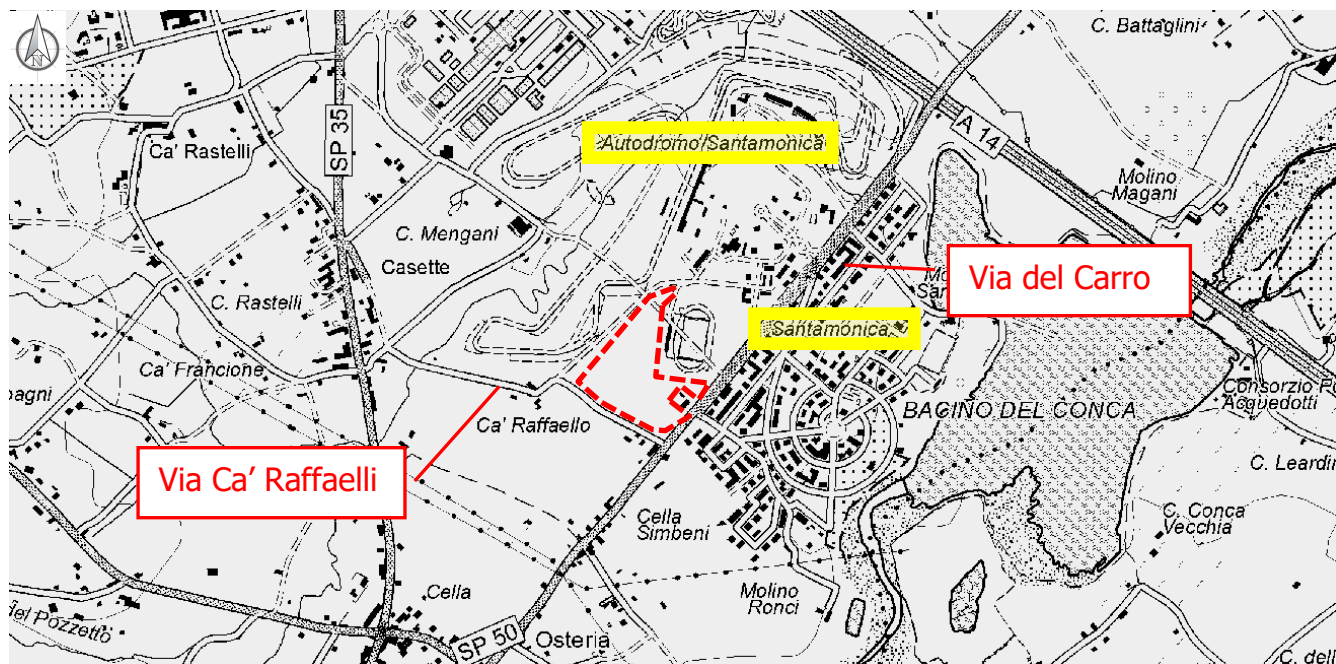 N
C. Battaglini
A 14
Autodromo/Santamonica
Ca' Rastelli
SP 35
Molino
Magani
C. Mengani
Casette
Via del Carro
C. Rastelli
Santamonica
Ca' Francione
Consorzio
Acquedotti
Ca' Raffaello
BACINO DEL CONCA
C. Leardin
Via Ca' Raffaelli
C. Conca
Vecchia
Cella
Simbeni
Molino
Ronci
Cella
del Pozzetto
SP 50
Osteria
C. dell